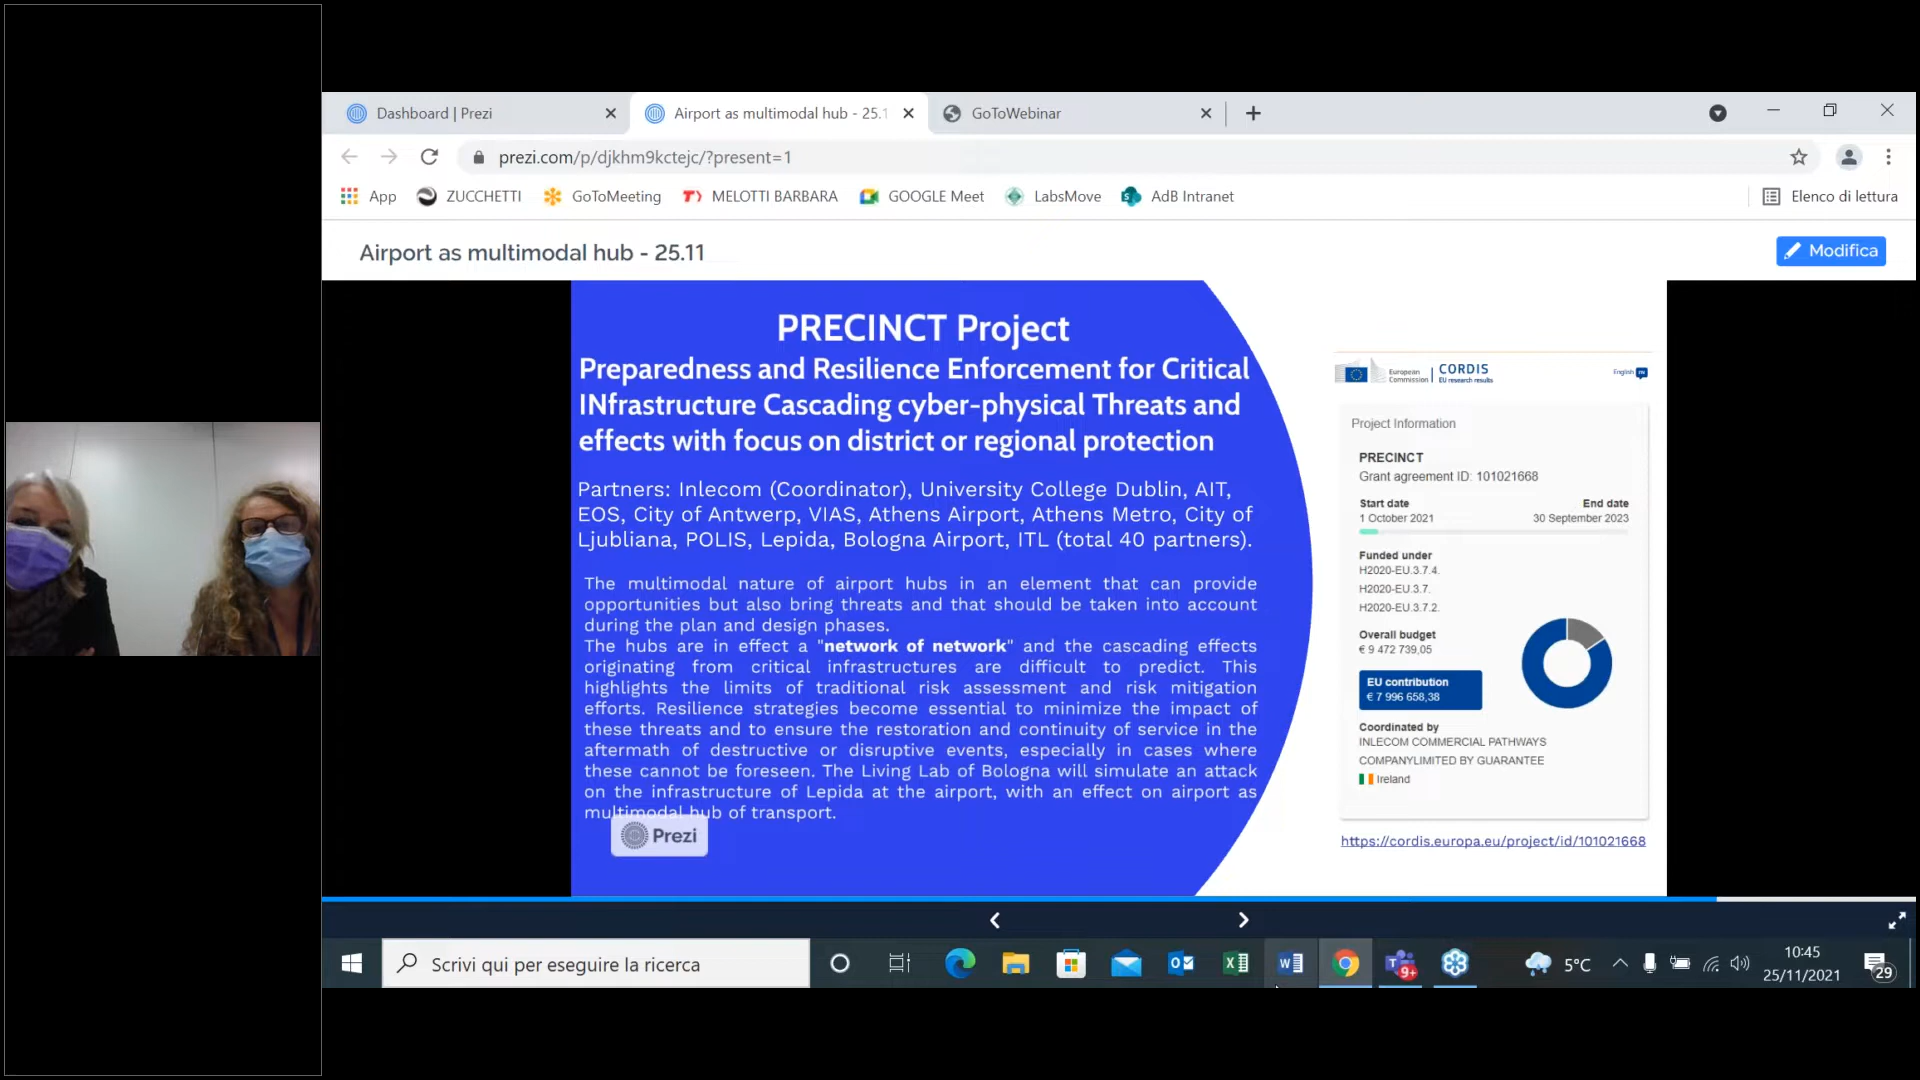 Dashboard | Prezi
Airport as multimodal hub - 25.1
GoToWebinar
prezi.com/p/djkhm9kctejc/?present=1
App
ZUCCHETTI
GoToMeeting
MELOTTI BARBARA
GOOGLE Meet
LabsMove
AdB Intranet
Elenco di lettura
Airport as multimodal hub - 25.11
Modifica
PRECINCT Project
Preparedness and Resilience Enforcement for Critical
INfrastructure Cascading cyber-physical Threats and
effects with focus on district or regional protection
Partners: Inlecom (Coordinator), University College Dublin, AIT,
EOS, City of Antwerp, VIAS, Athens Airport, Athens Metro, City of
Ljubliana, POLIS, Lepida, Bologna Airport, ITL (total 40 partners).
The multimodal nature of airport hubs in an element that can provide
opportunities but also bring threats and that should be taken into account
during the plan and design phases.
The hubs are in effect a "network of network" and the cascading effects
originating from critical infrastructures are difficult to predict. This
highlights the limits of traditional risk assessment and risk mitigation
efforts. Resilience strategies become essential to minimize the impact of
these threats and to ensure the restoration and continuity of service in the
aftermath of destructive or disruptive events, especially in cases where
these cannot be foreseen. The Living Lab of Bologna will simulate an attack
on the infrastructure of Lepida at the airport, with an effect on airport as
multimodal hub of transport.
Prezi
European
Commission
CORDIS
EU research results
English
EN
Project Information
PRECINCT
Grant agreement ID: 101021668
Start date
End date
1 October 2021
30 September 2023
Funded under
H2020-EU.3.7.4.
H2020-EU.3.7.
H2020-EU.3.7.2.
Overall budget
€ 9 472 739,05
EU contribution
€ 7 996 658,38
Coordinated by
INLECOM COMMERCIAL PATHWAYS
COMPANYLIMITED BY GUARANTEE
Ireland
https://cordis.europa.eu/project/id/101021668
Scrivi qui per eseguire la ricerca
9+
5°C
10:45
25/11/2021
29